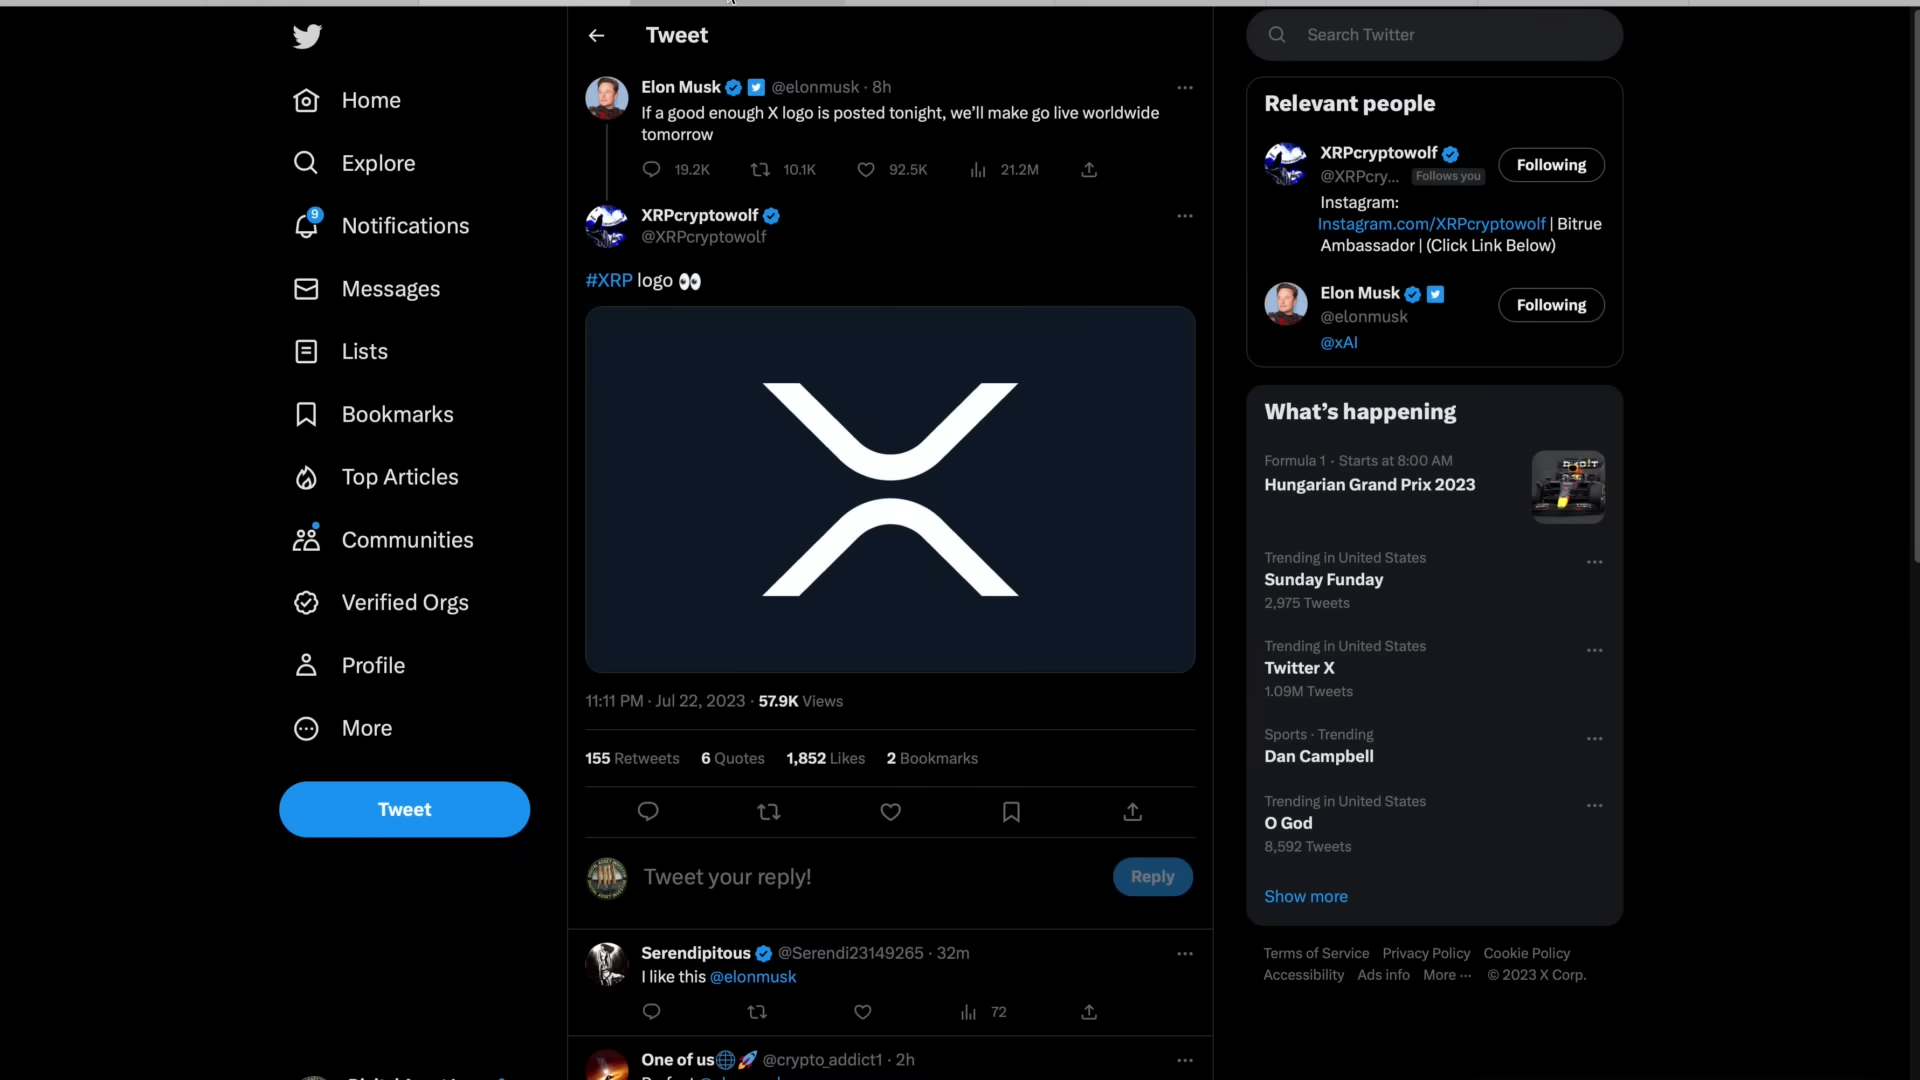 Home
Explore
9
Notifications
Messages
Lists
Bookmarks
Top Articles
Communities
Verified Orgs
Profile
More
Tweet
Tweet
Elon Musk @elonmusk · 8h
If a good enough X logo is posted tonight, we'll make go live worldwide
tomorrow
19.2K 10.1K 92.5K 21.2M
XRPcryptowolf
@XRPcryptowolf
#XRP logo 👀
11:11 PM · Jul 22, 2023 · 57.9K Views
155 Retweets 6 Quotes 1,852 Likes 2 Bookmarks
Tweet your reply!
Reply
Serendipitous @Serendi23149265 · 32m
I like this @elonmusk
72
One of us🌐🚀 @crypto_addict1 · 2h
Search Twitter
Relevant people
XRPcryptowolf
@XRPcry... Follows you
Following
Instagram:
Instagram.com/XRPcryptowolf | Bitrue
Ambassador | (Click Link Below)
Elon Musk
@elonmusk
Following
@xAI
What's happening
Formula 1 · Starts at 8:00 AM
Hungarian Grand Prix 2023
Trending in United States
Sunday Funday
2,975 Tweets
Trending in United States
Twitter X
1.09M Tweets
Sports · Trending
Dan Campbell
Trending in United States
O God
8,592 Tweets
Show more
Terms of Service Privacy Policy Cookie Policy
Accessibility Ads info More ··· © 2023 X Corp.